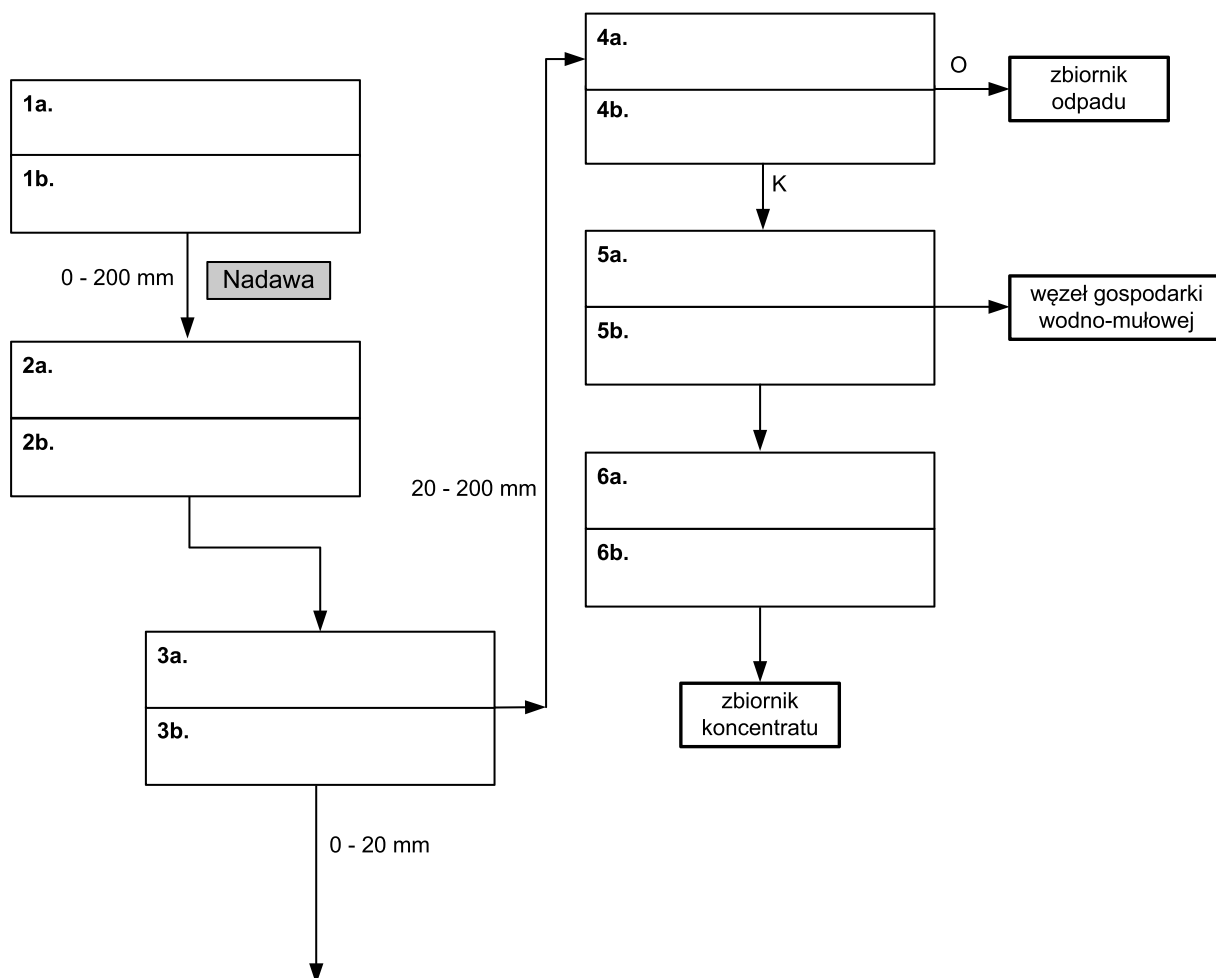 1a.
1b.
0 - 200 mm
Nadawa
2a.
2b.
3a.
3b.
0 - 20 mm
20 - 200 mm
4a.
4b.
O
zbiornik
odpadu
K
5a.
5b.
węzeł gospodarki
wodno-mułowej
6a.
6b.
zbiornik
koncentratu